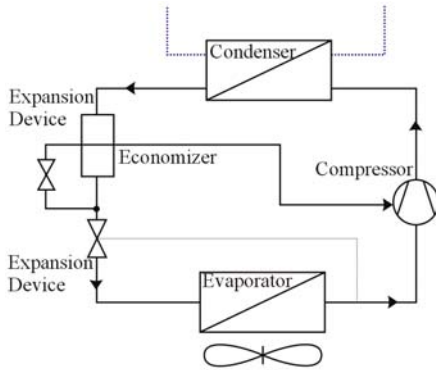 Condenser
Expansion
Device
Economizer
Compressor
Expansion
Device
Evaporator